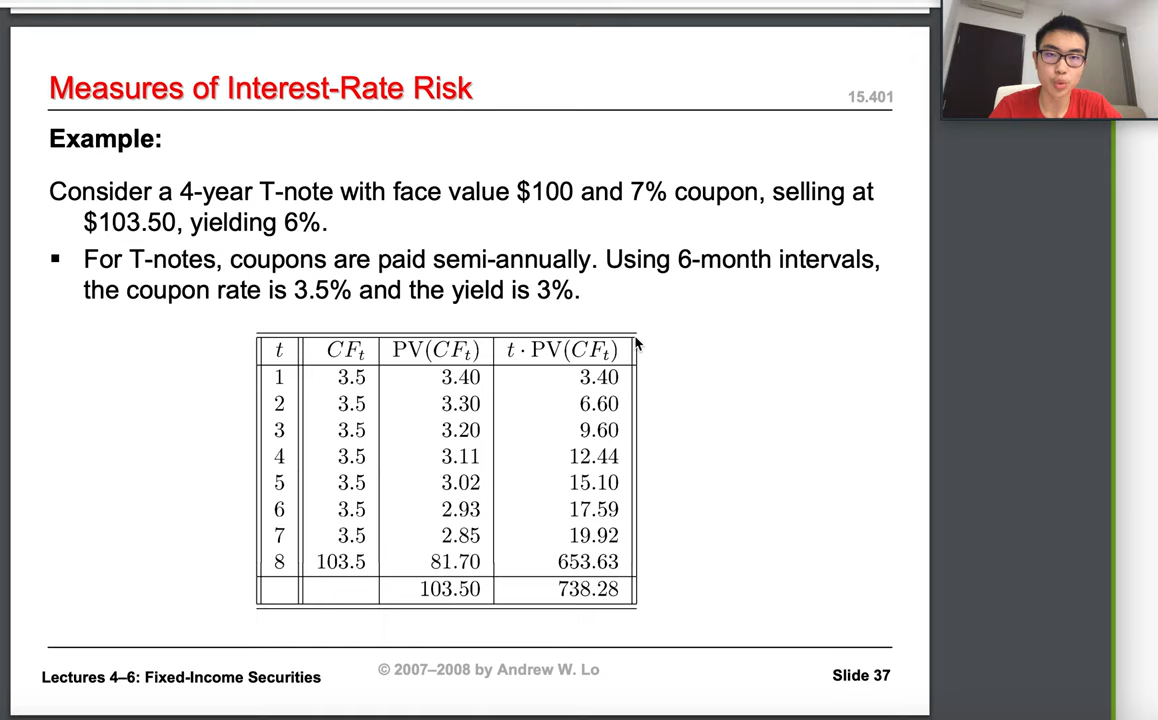 Measures of Interest-Rate Risk
15.401
Example:
Consider a 4-year T-note with face value $100 and 7% coupon, selling at
$103.50, yielding 6%.
▪ For T-notes, coupons are paid semi-annually. Using 6-month intervals,
the coupon rate is 3.5% and the yield is 3%.
t CFₜ PV(CFₜ) t · PV(CFₜ)
1 3.5 3.40 3.40
2 3.5 3.30 6.60
3 3.5 3.20 9.60
4 3.5 3.11 12.44
5 3.5 3.02 15.10
6 3.5 2.93 17.59
7 3.5 2.85 19.92
8 103.5 81.70 653.63
103.50 738.28
Lectures 4–6: Fixed-Income Securities
© 2007–2008 by Andrew W. Lo
Slide 37